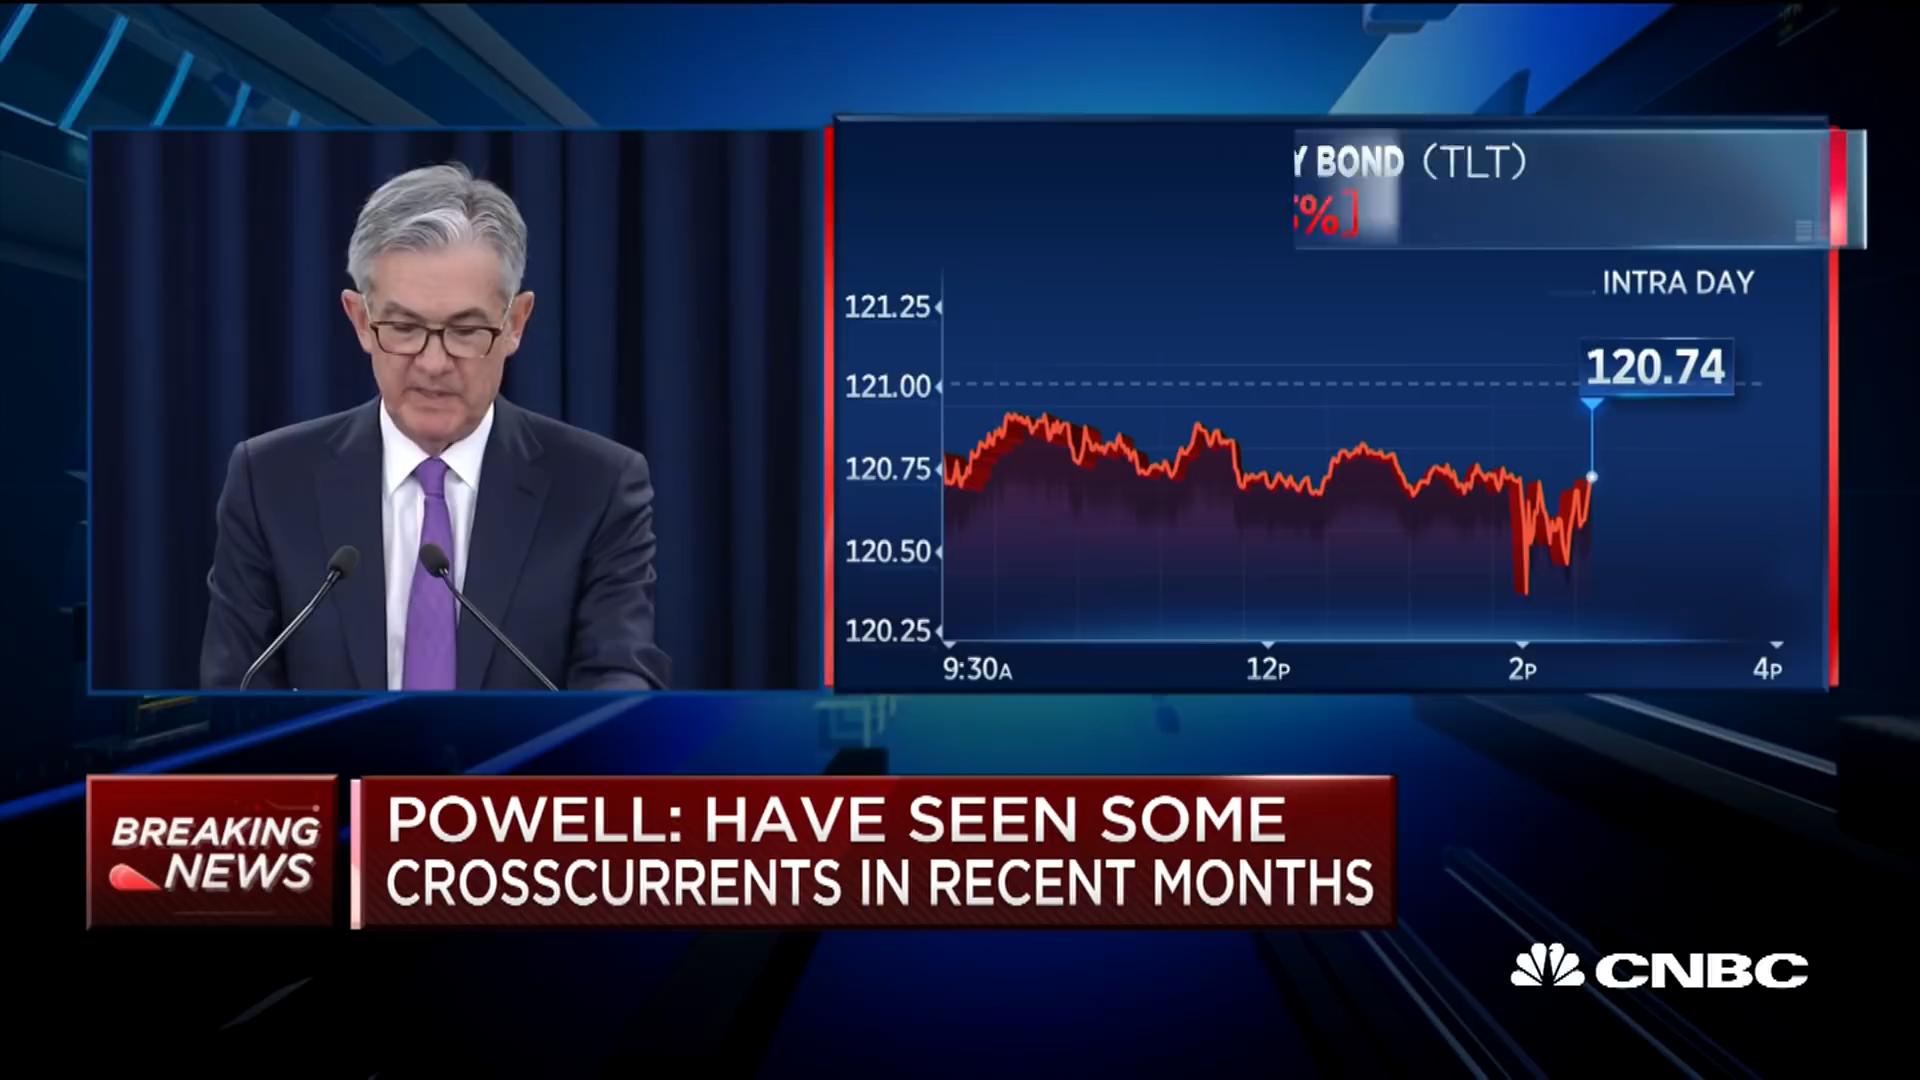 Y BOND (TLT)
%]
INTRA DAY
121.25
121.00
120.75
120.50
120.25
120.74
9:30A
12P
2P
4P
BREAKING
NEWS
POWELL: HAVE SEEN SOME
CROSSCURRENTS IN RECENT MONTHS
CNBC